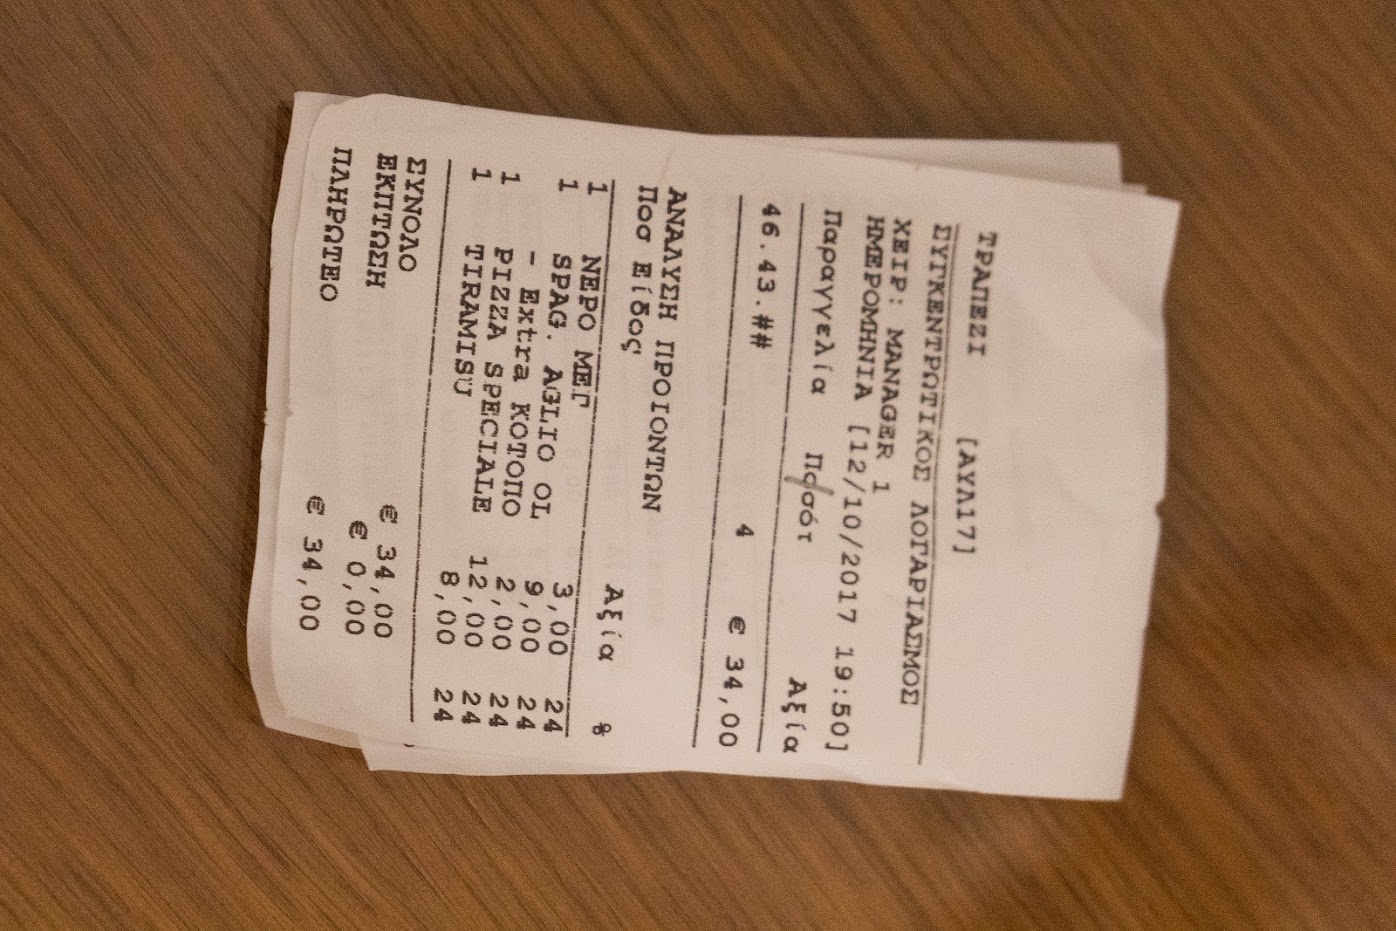 ΤΡΑΠΕΖΙ [ΑΥΛ17]
ΣΥΓΚΕΝΤΡΩΤΙΚΟΣ ΛΟΓΑΡΙΑΣΜΟΣ
ΧΕΙΡ: MANAGER 1
ΗΜΕΡΟΜΗΝΙΑ [12/10/2017 19:50]
Παραγγελία Ποσότ Αξία
46.43.## 4 € 34,00
ΑΝΑΛΥΣΗ ΠΡΟΙΟΝΤΩΝ
Ποσ Είδος Αξία %
1 ΝΕΡΟ ΜΕΓ 3,00 24
1 SPAG. AGLIO OL 9,00 24
- Extra ΚΟΤΟΠΟ 2,00 24
1 PIZZA SPECIALE 12,00 24
1 TIRAMISU 8,00 24
ΣΥΝΟΛΟ € 34,00
ΕΚΠΤΩΣΗ € 0,00
ΠΛΗΡΩΤΕΟ € 34,00